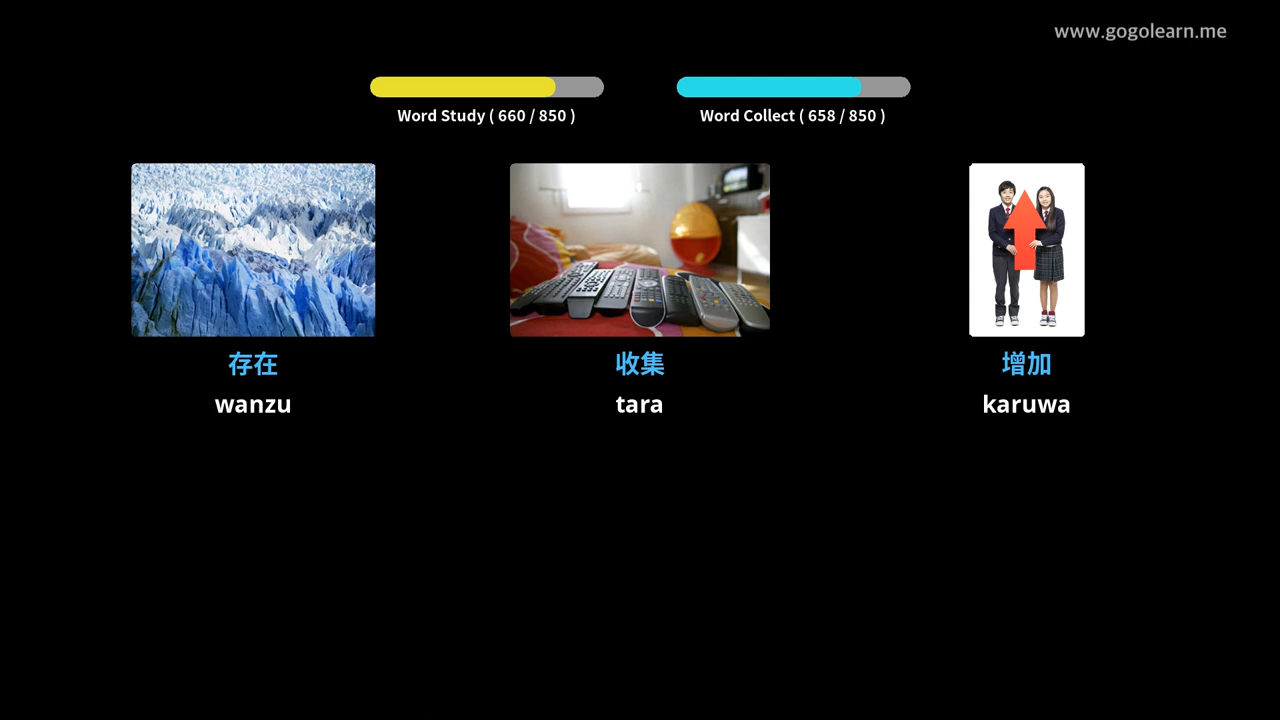 www.gogolearn.me
Word Study ( 660 / 850 )
Word Collect ( 658 / 850 )
存在
wanzu
收集
tara
增加
karuwa